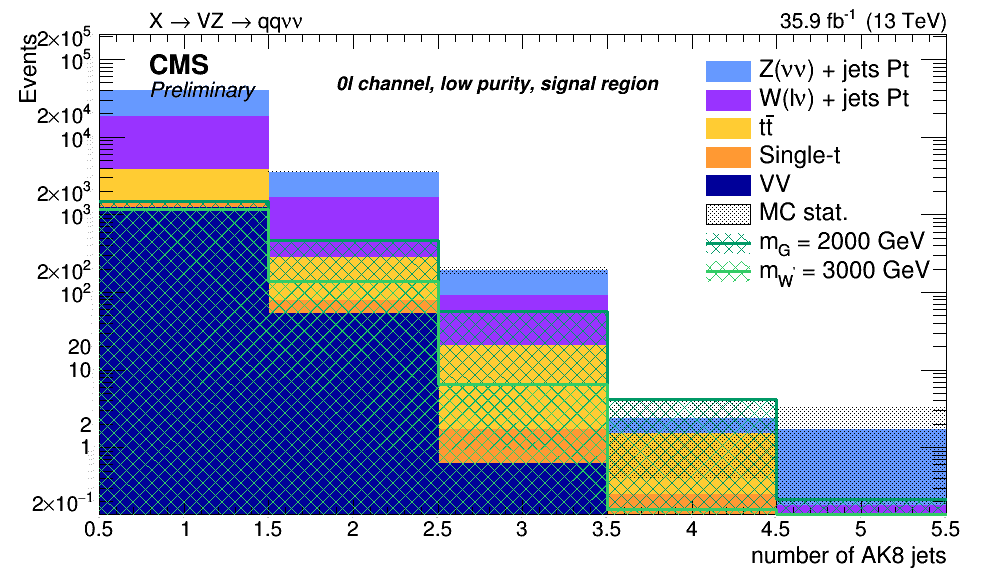 X → VZ → qqνν
35.9 fb⁻¹ (13 TeV)
CMS
Preliminary
0l channel, low purity, signal region
Z(νν) + jets Pt
W(lν) + jets Pt
tt̅
Single-t
VV
MC stat.
m_G = 2000 GeV
m_W' = 3000 GeV
Events
2×10⁵
10⁵
2×10⁴
10⁴
2×10³
10³
2×10²
10²
20
10
2
1
2×10⁻¹
0.5 1 1.5 2 2.5 3 3.5 4 4.5 5 5.5
number of AK8 jets